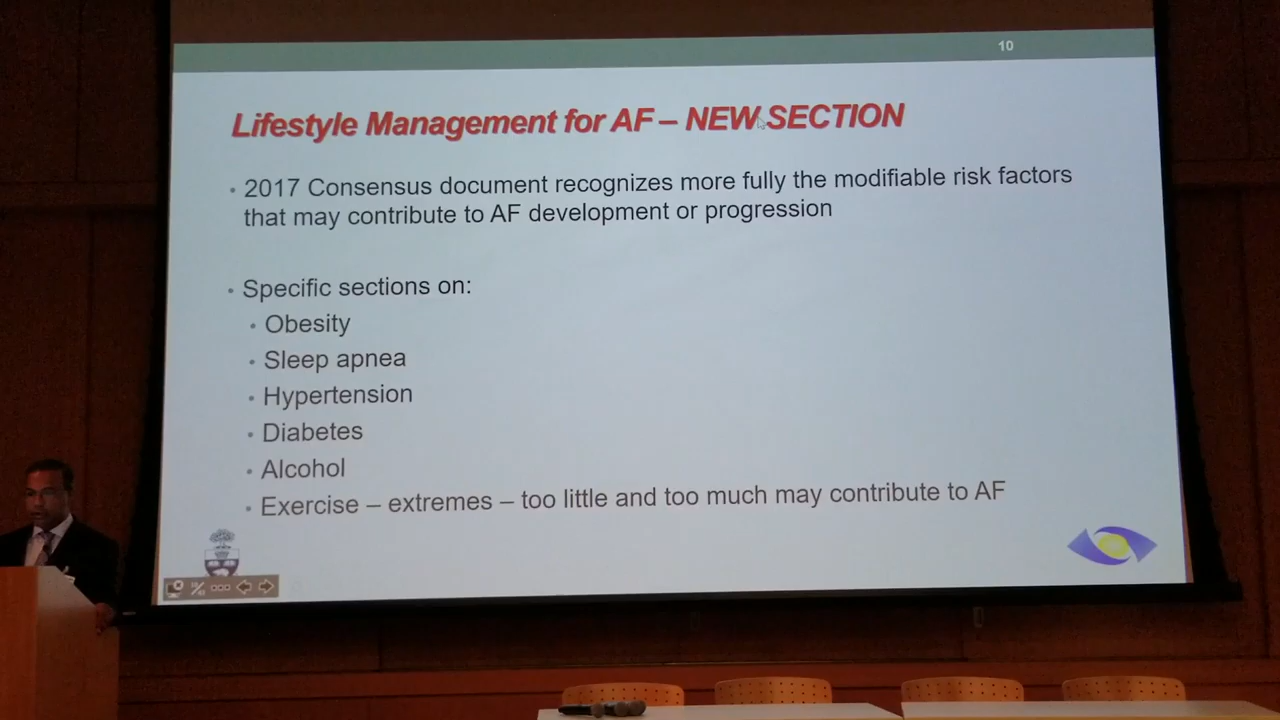 10
Lifestyle Management for AF – NEW SECTION
• 2017 Consensus document recognizes more fully the modifiable risk factors
that may contribute to AF development or progression
• Specific sections on:
• Obesity
• Sleep apnea
• Hypertension
• Diabetes
• Alcohol
• Exercise – extremes – too little and too much may contribute to AF